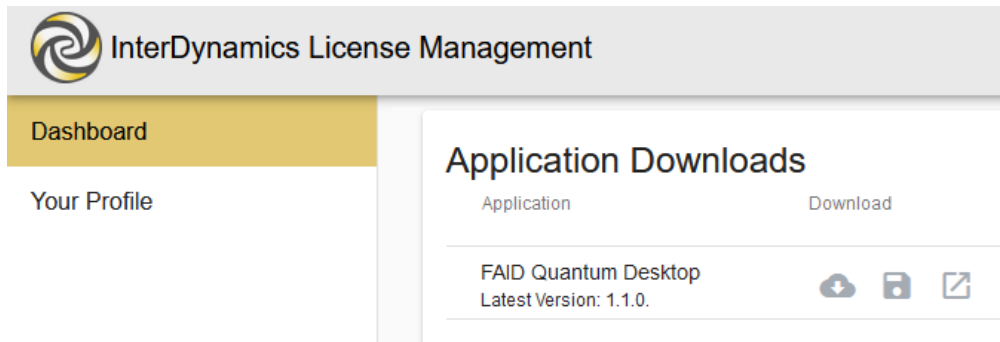 InterDynamics License Management
Dashboard
Your Profile
Application Downloads
Application Download
FAID Quantum Desktop
Latest Version: 1.1.0.